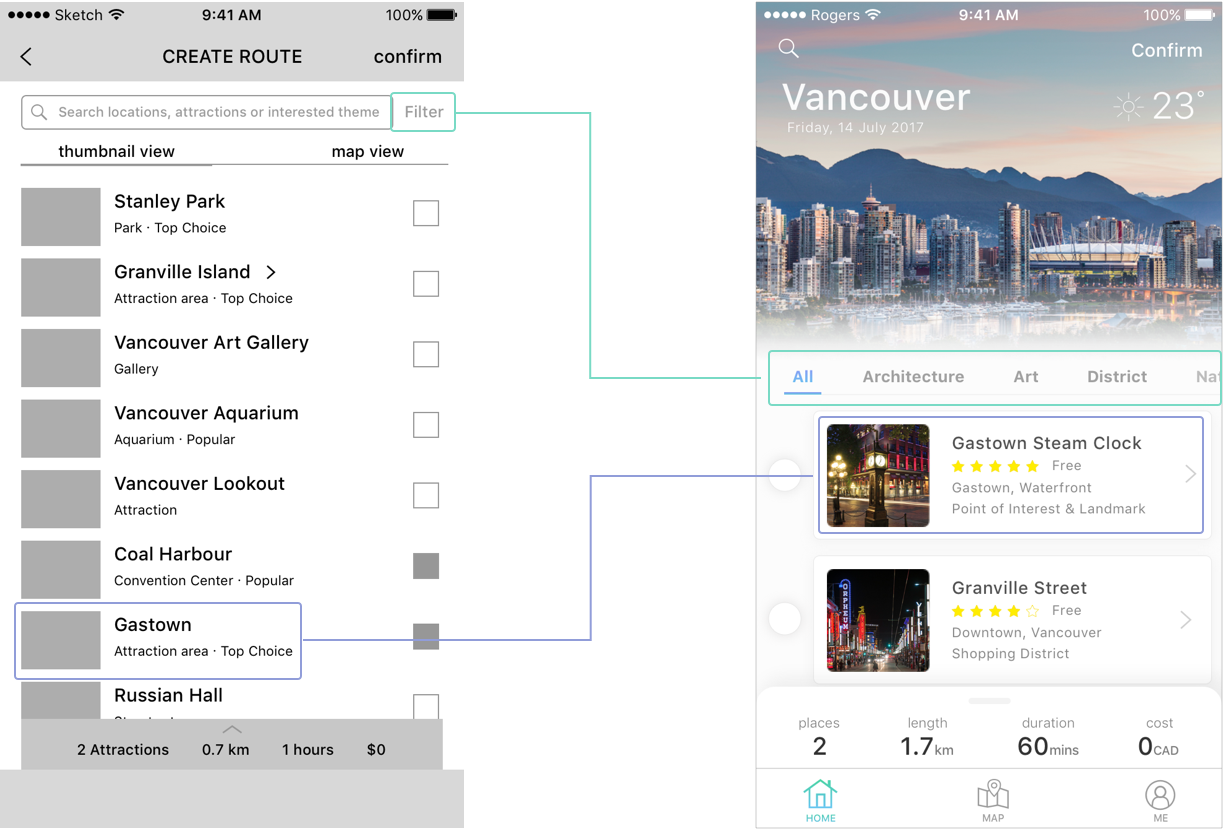 Sketch 9:41 AM 100%
CREATE ROUTE confirm
Search locations, attractions or interested theme Filter
thumbnail view map view
Stanley Park
Park · Top Choice
Granville Island
Attraction area · Top Choice
Vancouver Art Gallery
Gallery
Vancouver Aquarium
Aquarium · Popular
Vancouver Lookout
Attraction
Coal Harbour
Convention Center · Popular
Gastown
Attraction area · Top Choice
Russian Hall
2 Attractions 0.7 km 1 hours $0
Rogers 9:41 AM 100%
Confirm
Vancouver 23°
Friday, 14 July 2017
All Architecture Art District Nat
Gastown Steam Clock
Free
Gastown, Waterfront
Point of Interest & Landmark
ORPHEUM
Granville Street
Free
Downtown, Vancouver
Shopping District
places length duration cost
2 1.7km 60mins 0CAD
HOME MAP ME